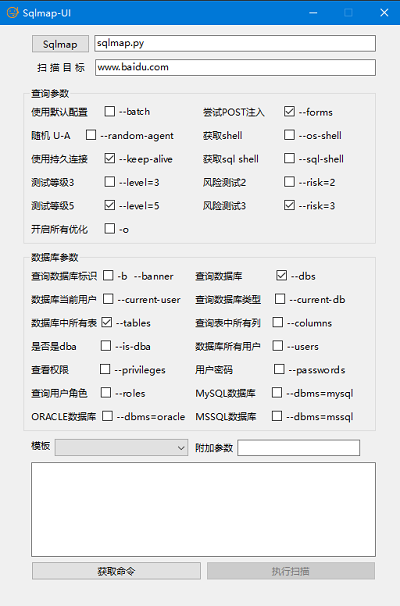 Sqlmap-UI
Sqlmap sqlmap.py
扫 描 目 标 www.baidu.com
查询参数
使用默认配置 --batch 尝试POST注入 --forms
随机 U-A --random-agent 获取shell --os-shell
使用持久连接 --keep-alive 获取sql shell --sql-shell
测试等级3 --level=3 风险测试2 --risk=2
测试等级5 --level=5 风险测试3 --risk=3
开启所有优化 -o
数据库参数
查询数据库标识 -b --banner 查询数据库 --dbs
数据库当前用户 --current-user 查询数据库类型 --current-db
数据库中所有表 --tables 查询表中所有列 --columns
是否是dba --is-dba 数据库所有用户 --users
查看权限 --privileges 用户密码 --passwords
查询用户角色 --roles MySQL数据库 --dbms=mysql
ORACLE数据库 --dbms=oracle MSSQL数据库 --dbms=mssql
模板 附加参数
获取命令 执行扫描